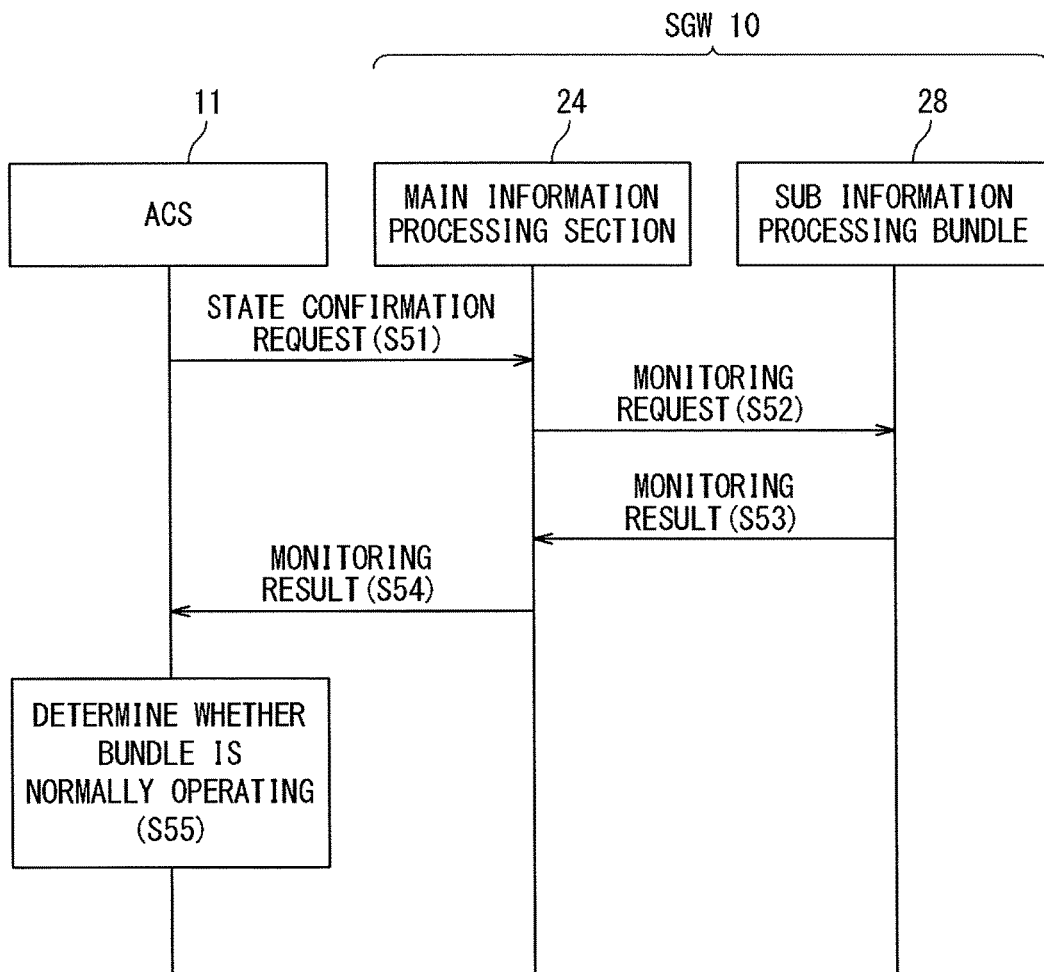 SGW 10
11
24
28
ACS
MAIN INFORMATION
PROCESSING SECTION
SUB INFORMATION
PROCESSING BUNDLE
STATE CONFIRMATION
REQUEST(S51)
MONITORING
REQUEST(S52)
MONITORING
RESULT(S53)
MONITORING
RESULT(S54)
DETERMINE WHETHER
BUNDLE IS
NORMALLY OPERATING
(S55)